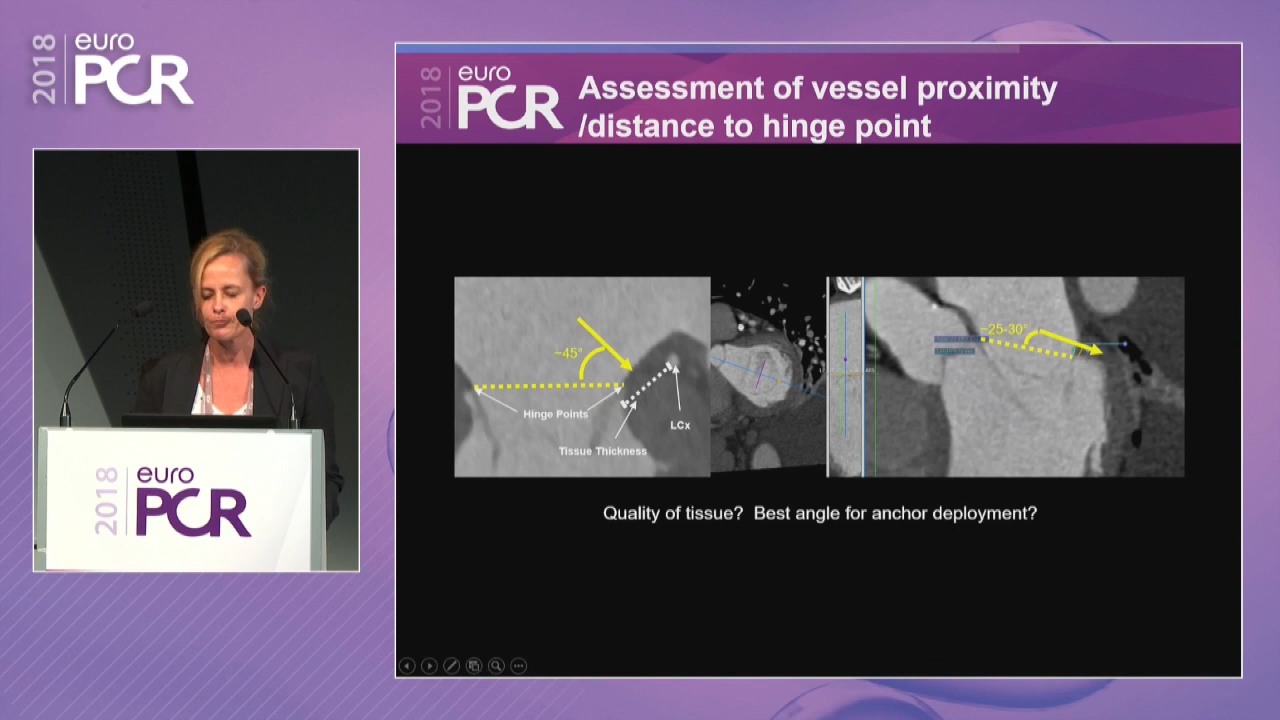 2018
euro
PCR
2018
euro
PCR
Assessment of vessel proximity
/distance to hinge point
~45°
Hinge Points
LCx
Tissue Thickness
~25-30°
Quality of tissue? Best angle for anchor deployment?
2018
euro
PCR